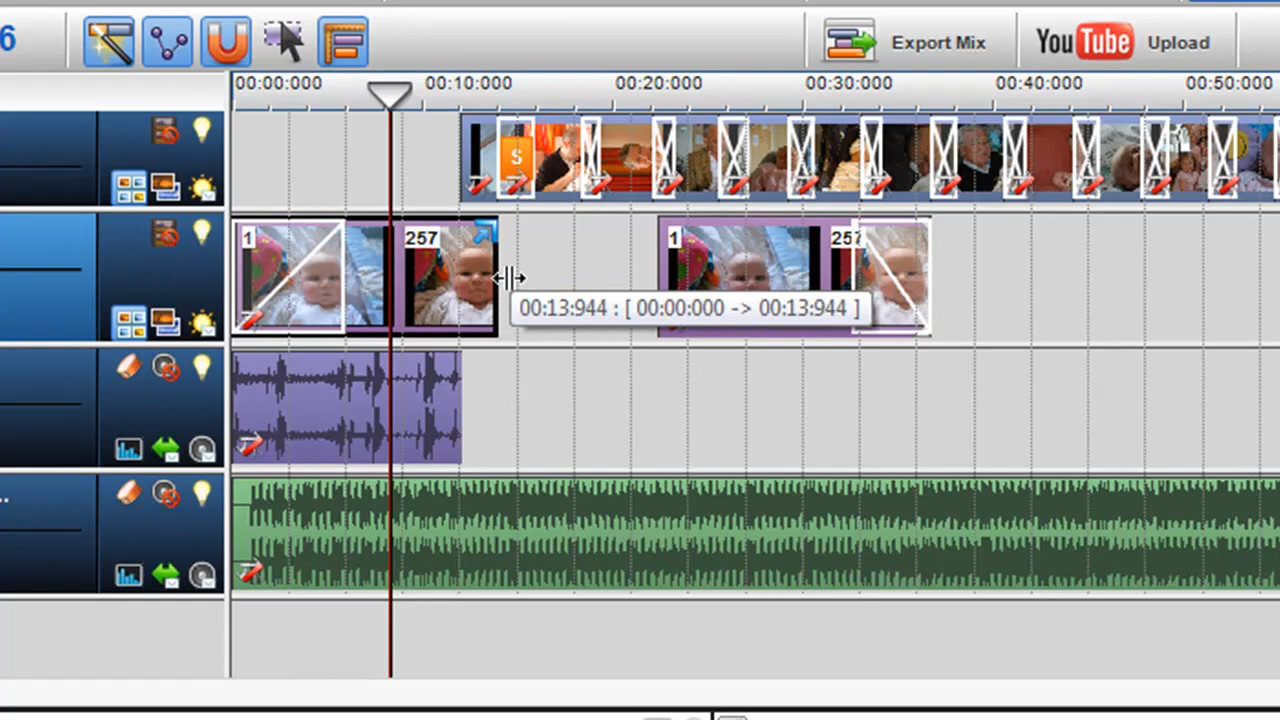 6
Export Mix
YouTube Upload
00:00:000 00:10:000 00:20:000 00:30:000 00:40:000 00:50:000
S
1 257 1 257
00:13:944 : [ 00:00:000 -> 00:13:944 ]
..